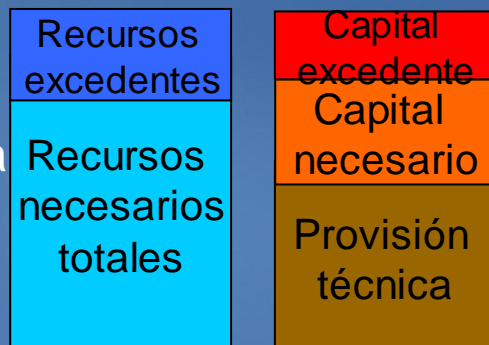 Recursos
excedentes
a
Recursos
necesarios
totales
Capital
excedente
Capital
necesario
Provisión
técnica